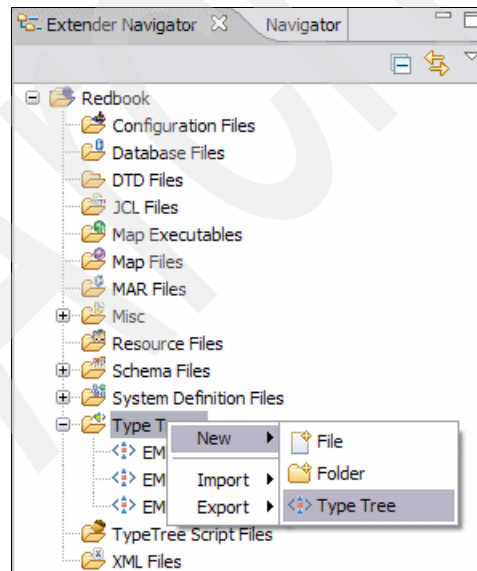 Extender Navigator Navigator
Redbook
Configuration Files
Database Files
DTD Files
JCL Files
Map Executables
Map Files
MAR Files
Misc
Resource Files
Schema Files
System Definition Files
Type T
New File
EM Folder
EM Import Type Tree
EM Export
TypeTree Script Files
XML Files